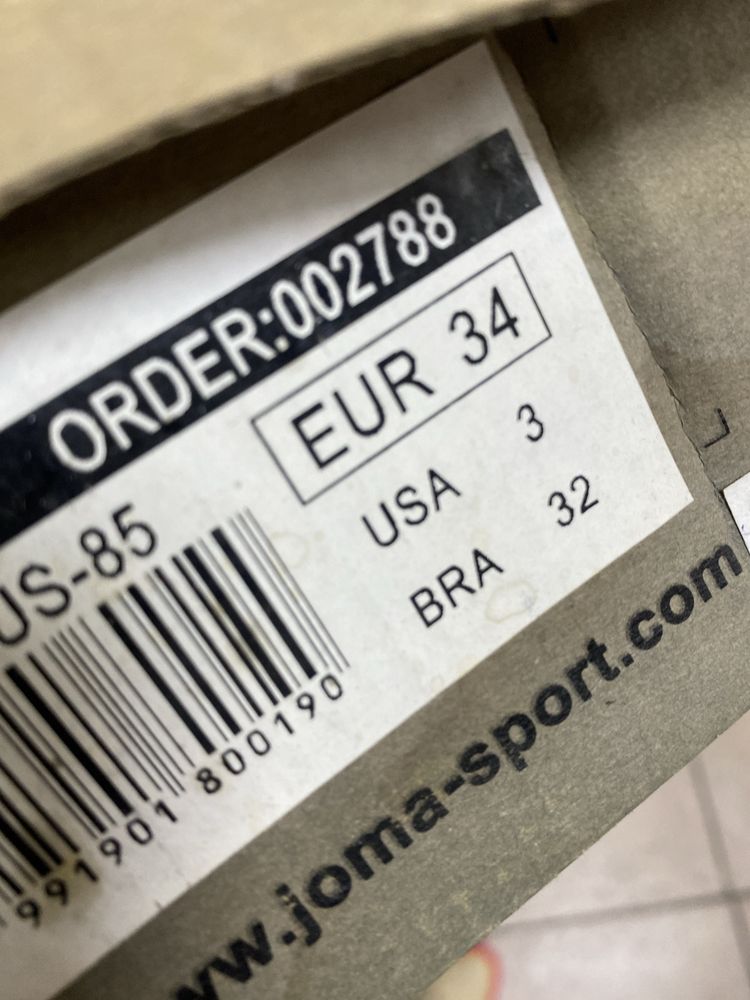 ORDER:002788
EUR 34
USA 3
BRA 32
US-85
991901 800190
www.joma-sport.com